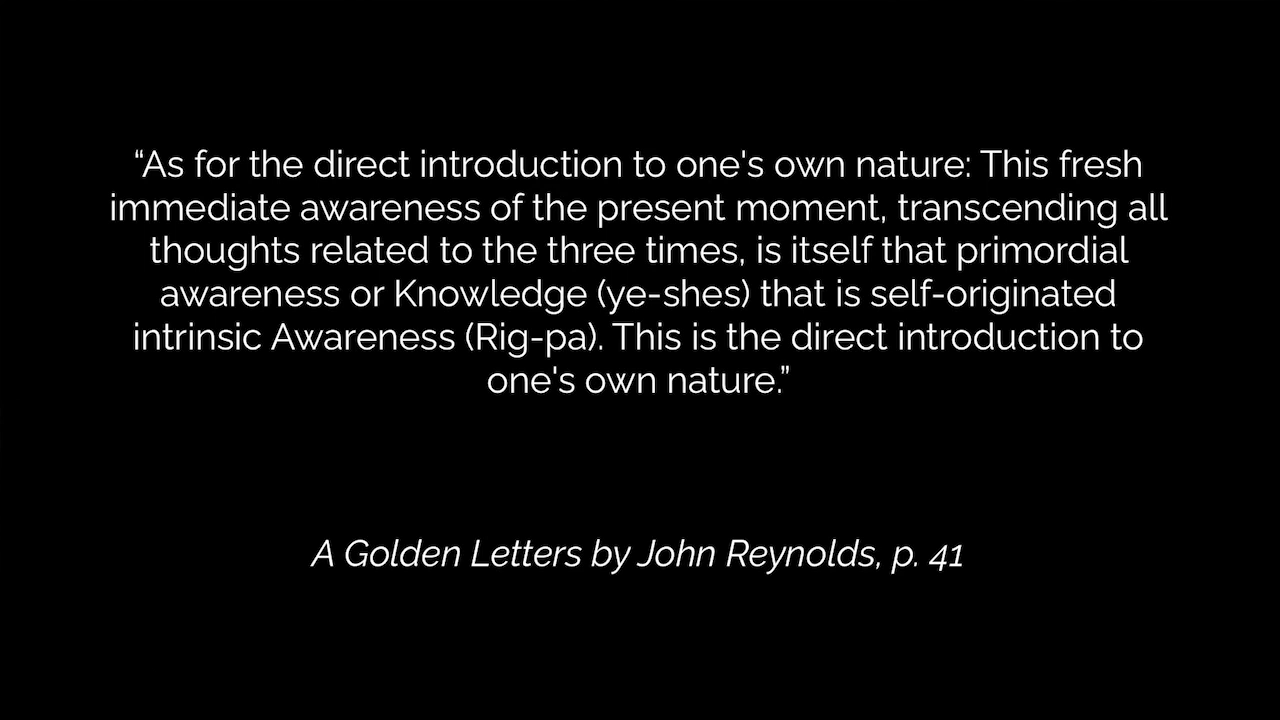 “As for the direct introduction to one's own nature: This fresh
immediate awareness of the present moment, transcending all
thoughts related to the three times, is itself that primordial
awareness or Knowledge (ye-shes) that is self-originated
intrinsic Awareness (Rig-pa). This is the direct introduction to
one's own nature.”
A Golden Letters by John Reynolds, p. 41